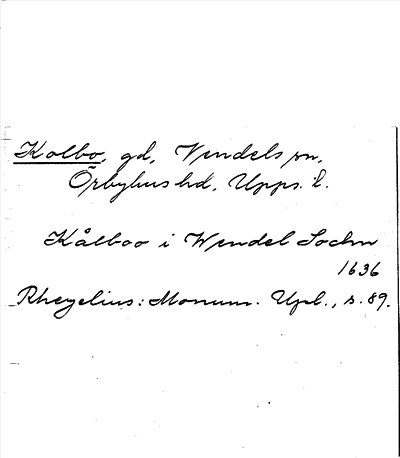 Kolbo, gd, Vendels sn,
Örbyhus hd, Upps. l.
Kålboo i Wendel Sochn
1636
Rhezelius: Monum. Upl., s. 89.